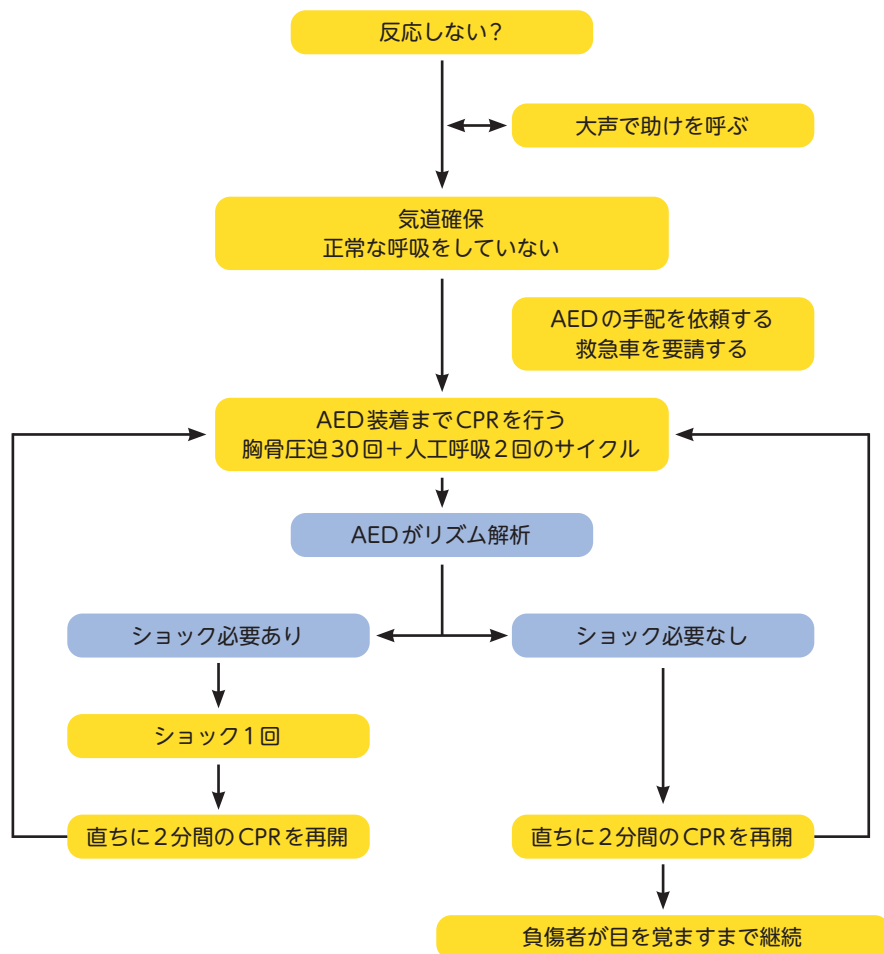 反応しない？
大声で助けを呼ぶ
気道確保
正常な呼吸をしていない
AEDの手配を依頼する
救急車を要請する
AED装着までCPRを行う
胸骨圧迫30回＋人工呼吸2回のサイクル
AEDがリズム解析
ショック必要あり
ショック必要なし
ショック1回
直ちに2分間のCPRを再開
直ちに2分間のCPRを再開
負傷者が目を覚ますまで継続